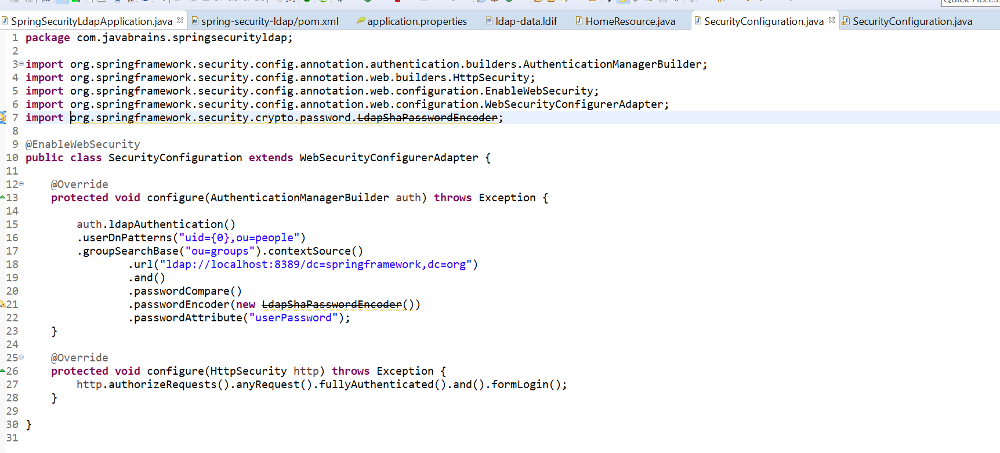 Quick Access
SpringSecurityLdapApplication.java spring-security-ldap/pom.xml application.properties ldap-data.ldif HomeResource.java SecurityConfiguration.java SecurityConfiguration.java
1 package com.javabrains.springsecurityldap;
2
3 import org.springframework.security.config.annotation.authentication.builders.AuthenticationManagerBuilder;
4 import org.springframework.security.config.annotation.web.builders.HttpSecurity;
5 import org.springframework.security.config.annotation.web.configuration.EnableWebSecurity;
6 import org.springframework.security.config.annotation.web.configuration.WebSecurityConfigurerAdapter;
7 import org.springframework.security.crypto.password.LdapShaPasswordEncoder;
8
9 @EnableWebSecurity
10 public class SecurityConfiguration extends WebSecurityConfigurerAdapter {
11
12 @Override
13 protected void configure(AuthenticationManagerBuilder auth) throws Exception {
14
15 auth.ldapAuthentication()
16 .userDnPatterns("uid={0},ou=people")
17 .groupSearchBase("ou=groups").contextSource()
18 .url("ldap://localhost:8389/dc=springframework,dc=org")
19 .and()
20 .passwordCompare()
21 .passwordEncoder(new LdapShaPasswordEncoder())
22 .passwordAttribute("userPassword");
23 }
24
25 @Override
26 protected void configure(HttpSecurity http) throws Exception {
27 http.authorizeRequests().anyRequest().fullyAuthenticated().and().formLogin();
28 }
29
30 }
31